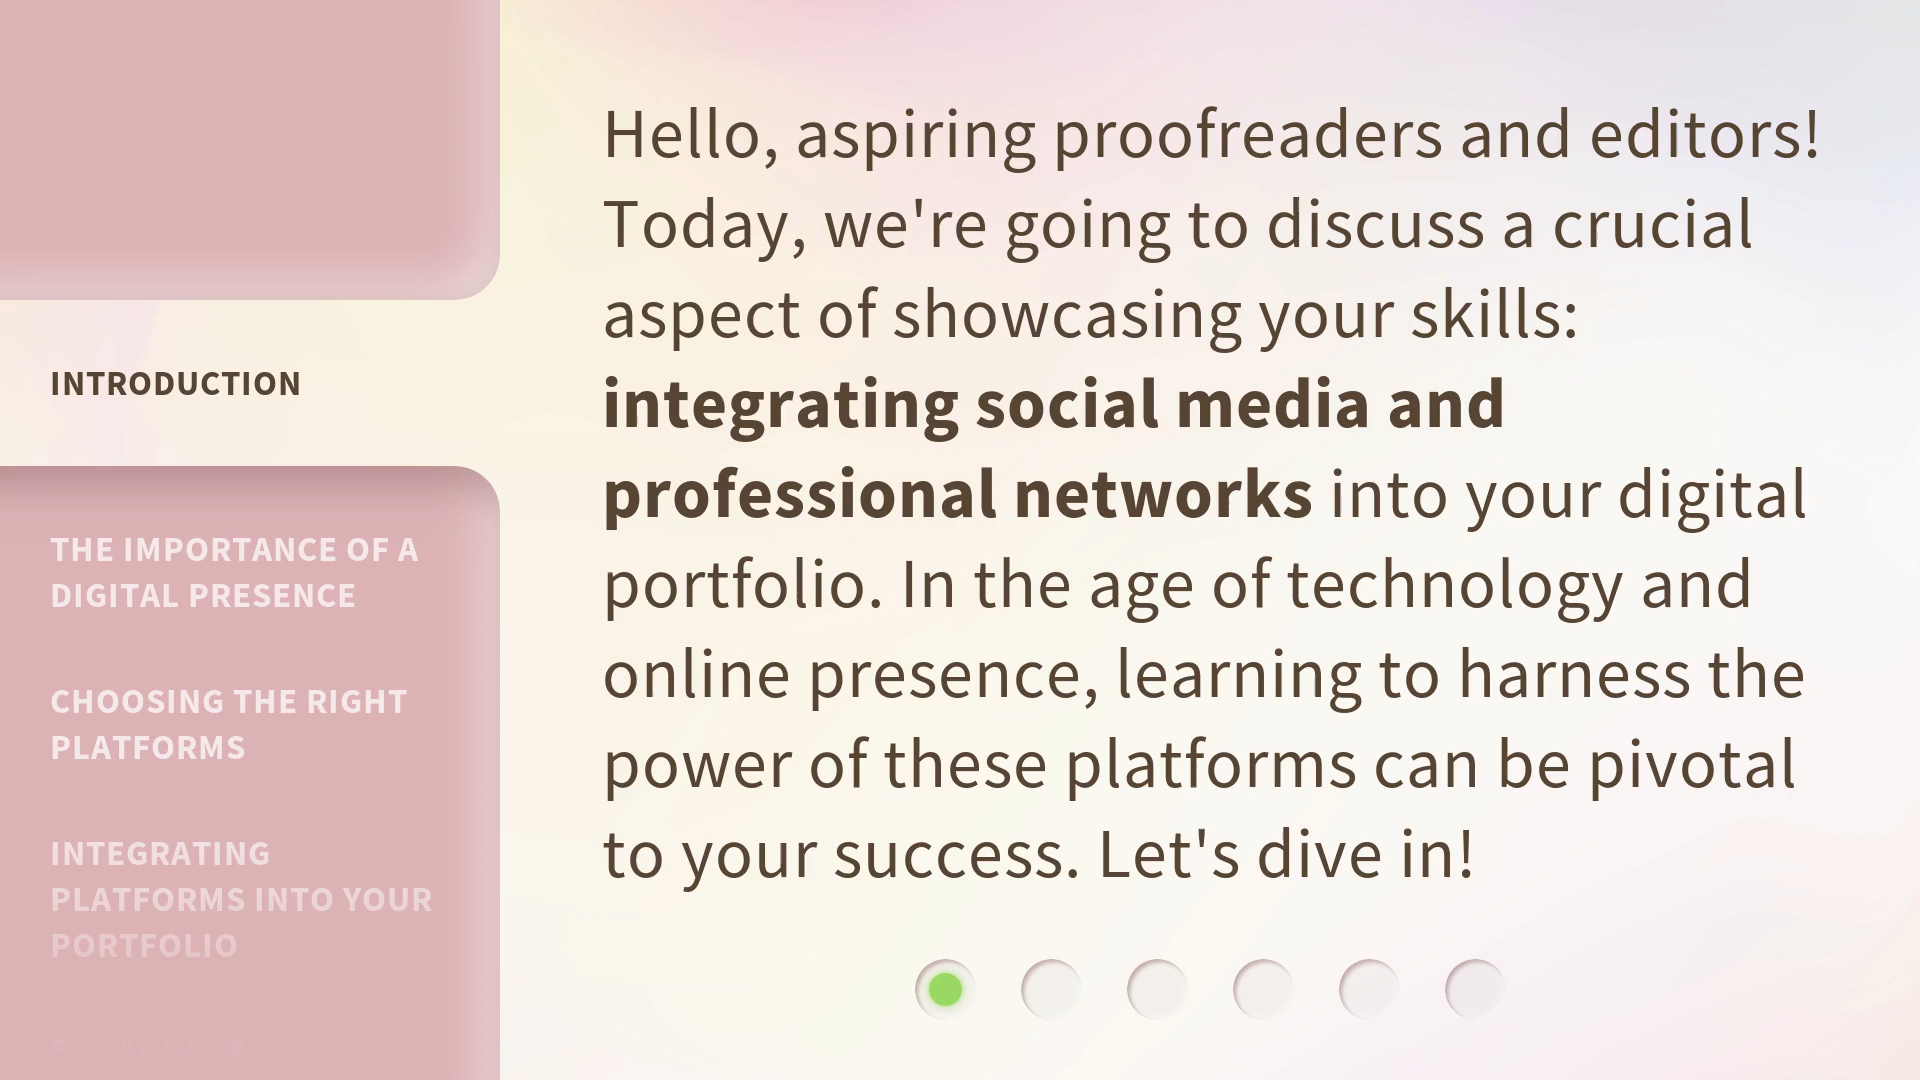 INTRODUCTION
THE IMPORTANCE OF A
DIGITAL PRESENCE
CHOOSING THE RIGHT
PLATFORMS
INTEGRATING
PLATFORMS INTO YOUR
PORTFOLIO
ENGAGING &
Hello, aspiring proofreaders and editors!
Today, we're going to discuss a crucial
aspect of showcasing your skills:
integrating social media and
professional networks into your digital
portfolio. In the age of technology and
online presence, learning to harness the
power of these platforms can be pivotal
to your success. Let's dive in!